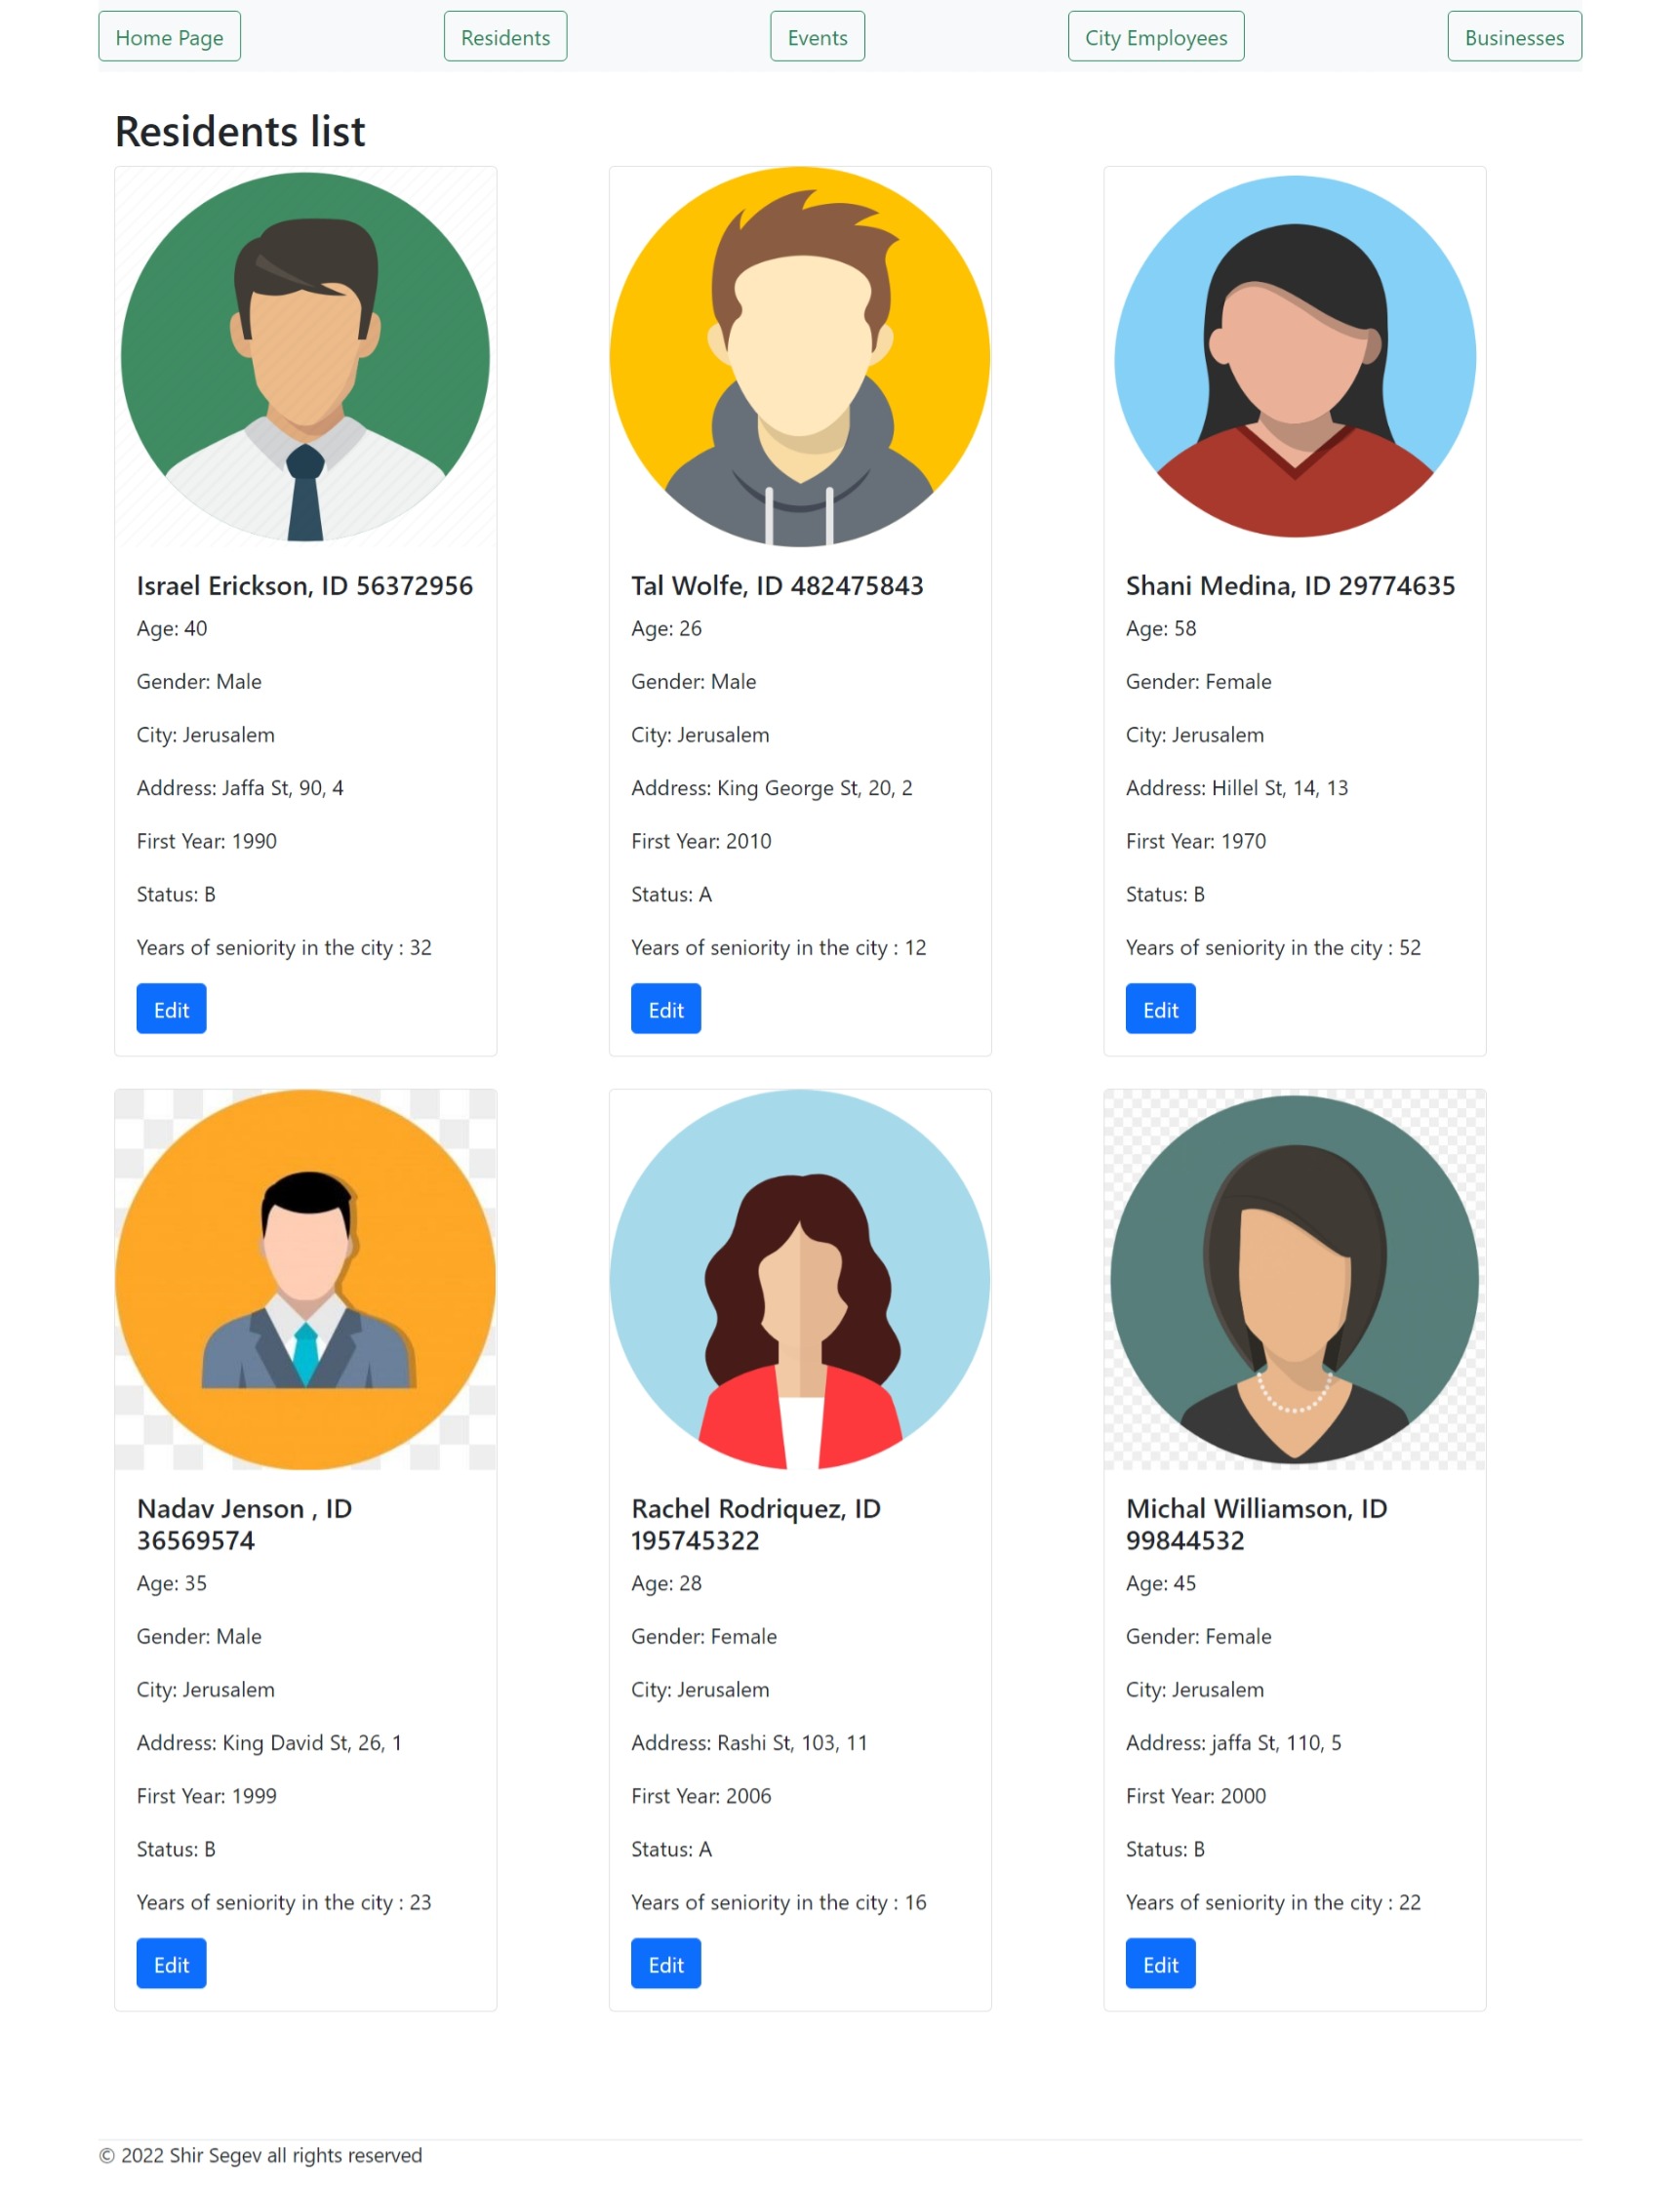 Home Page
Residents
Events
City Employees
Businesses
Residents list
Israel Erickson, ID 56372956
Age: 40
Gender: Male
City: Jerusalem
Address: Jaffa St, 90, 4
First Year: 1990
Status: B
Years of seniority in the city : 32
Edit
Tal Wolfe, ID 482475843
Age: 26
Gender: Male
City: Jerusalem
Address: King George St, 20, 2
First Year: 2010
Status: A
Years of seniority in the city : 12
Edit
Shani Medina, ID 29774635
Age: 58
Gender: Female
City: Jerusalem
Address: Hillel St, 14, 13
First Year: 1970
Status: B
Years of seniority in the city : 52
Edit
Nadav Jenson , ID
36569574
Age: 35
Gender: Male
City: Jerusalem
Address: King David St, 26, 1
First Year: 1999
Status: B
Years of seniority in the city : 23
Edit
Rachel Rodriquez, ID
195745322
Age: 28
Gender: Female
City: Jerusalem
Address: Rashi St, 103, 11
First Year: 2006
Status: A
Years of seniority in the city : 16
Edit
Michal Williamson, ID
99844532
Age: 45
Gender: Female
City: Jerusalem
Address: jaffa St, 110, 5
First Year: 2000
Status: B
Years of seniority in the city : 22
Edit
© 2022 Shir Segev all rights reserved